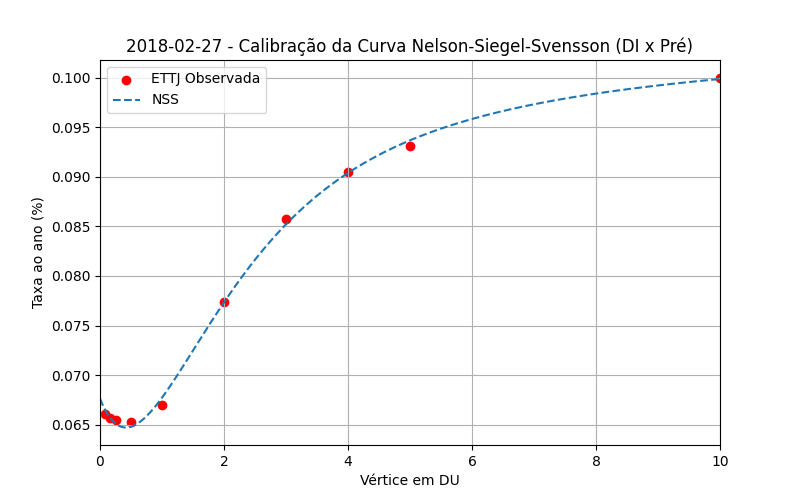 2018-02-27 - Calibração da Curva Nelson-Siegel-Svensson (DI x Pré)
ETTJ Observada
NSS
Taxa ao ano (%)
0.100
0.095
0.090
0.085
0.080
0.075
0.070
0.065
0 2 4 6 8 10
Vértice em DU